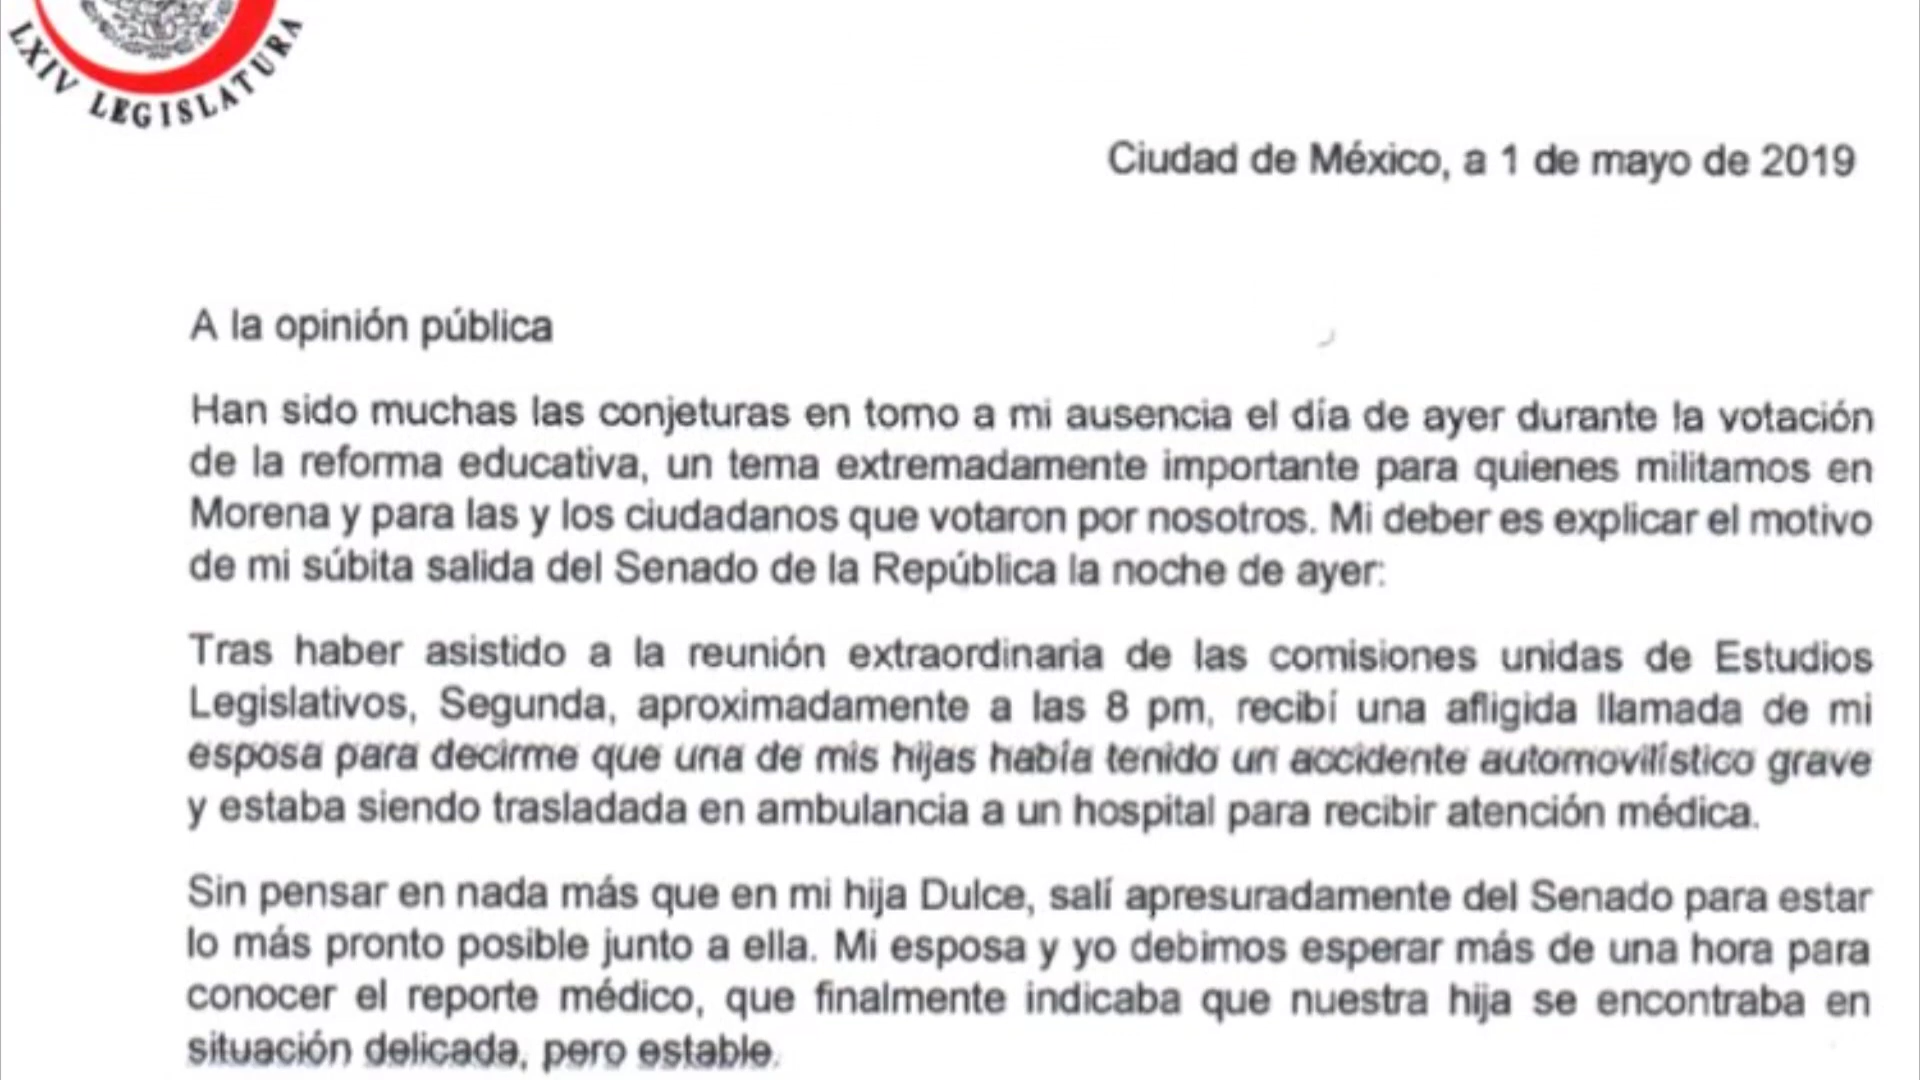 LXIV LEGISLATURA
Ciudad de México, a 1 de mayo de 2019
A la opinión pública
Han sido muchas las conjeturas en torno a mi ausencia el día de ayer durante la votación
de la reforma educativa, un tema extremadamente importante para quienes militamos en
Morena y para las y los ciudadanos que votaron por nosotros. Mi deber es explicar el motivo
de mi súbita salida del Senado de la República la noche de ayer:
Tras haber asistido a la reunión extraordinaria de las comisiones unidas de Estudios
Legislativos, Segunda, aproximadamente a las 8 pm, recibí una afligida llamada de mi
esposa para decirme que una de mis hijas había tenido un accidente automovilístico grave
y estaba siendo trasladada en ambulancia a un hospital para recibir atención médica.
Sin pensar en nada más que en mi hija Dulce, salí apresuradamente del Senado para estar
lo más pronto posible junto a ella. Mi esposa y yo debimos esperar más de una hora para
conocer el reporte médico, que finalmente indicaba que nuestra hija se encontraba en
situación delicada, pero estable.